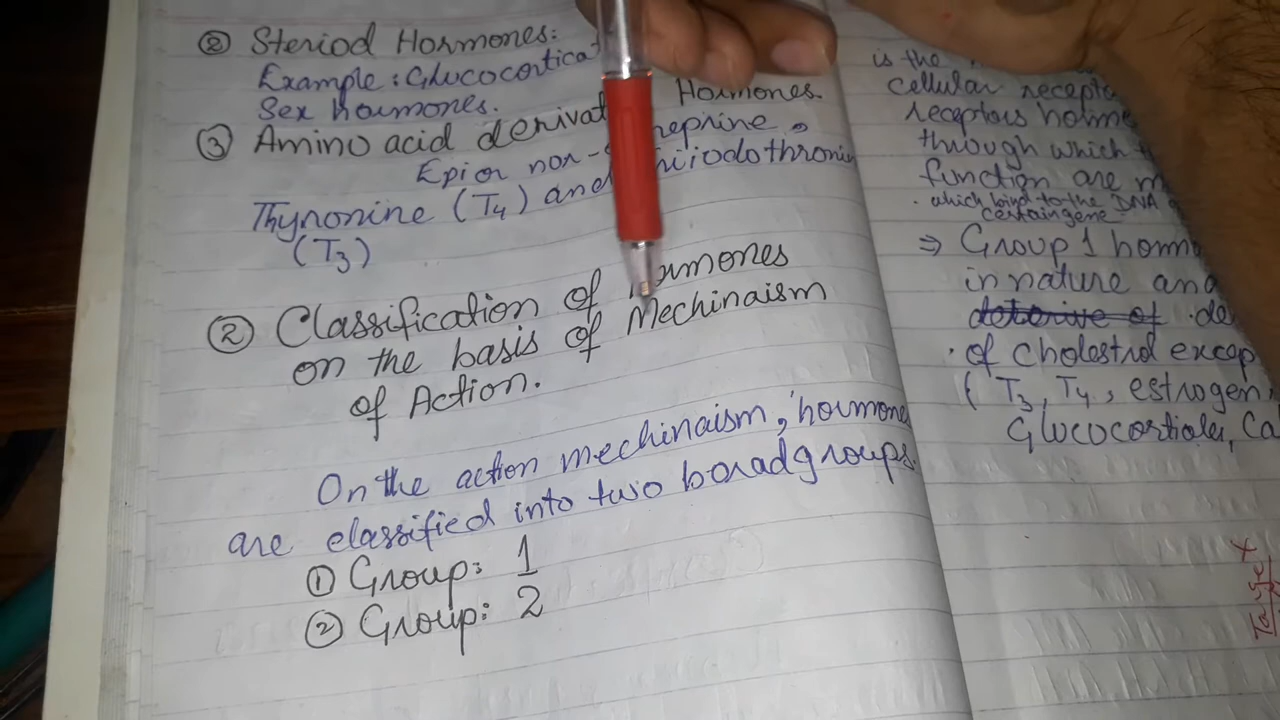 ② Steriod Hormones:
Example: Glucocortica
Sex hormones.
③ Amino acid derivat Hormones
Epi or non- neprine.
Thyronine (T4) and triiodothronin
(T3)
② Classification of Hormones
on the basis of Mechinaism
of Action.
On the action mechinaism, hormone
are classified into two boradgroups.
① Group: 1
② Group: 2
is the
cellular recepto
receptors holmo
through which
function are m
which bind to the DNA
certain gene
⇒ Group 1 homo
in nature and
de
of cholestrol excep
(T3, T4, estrogen,
Glucocortiales, Ca